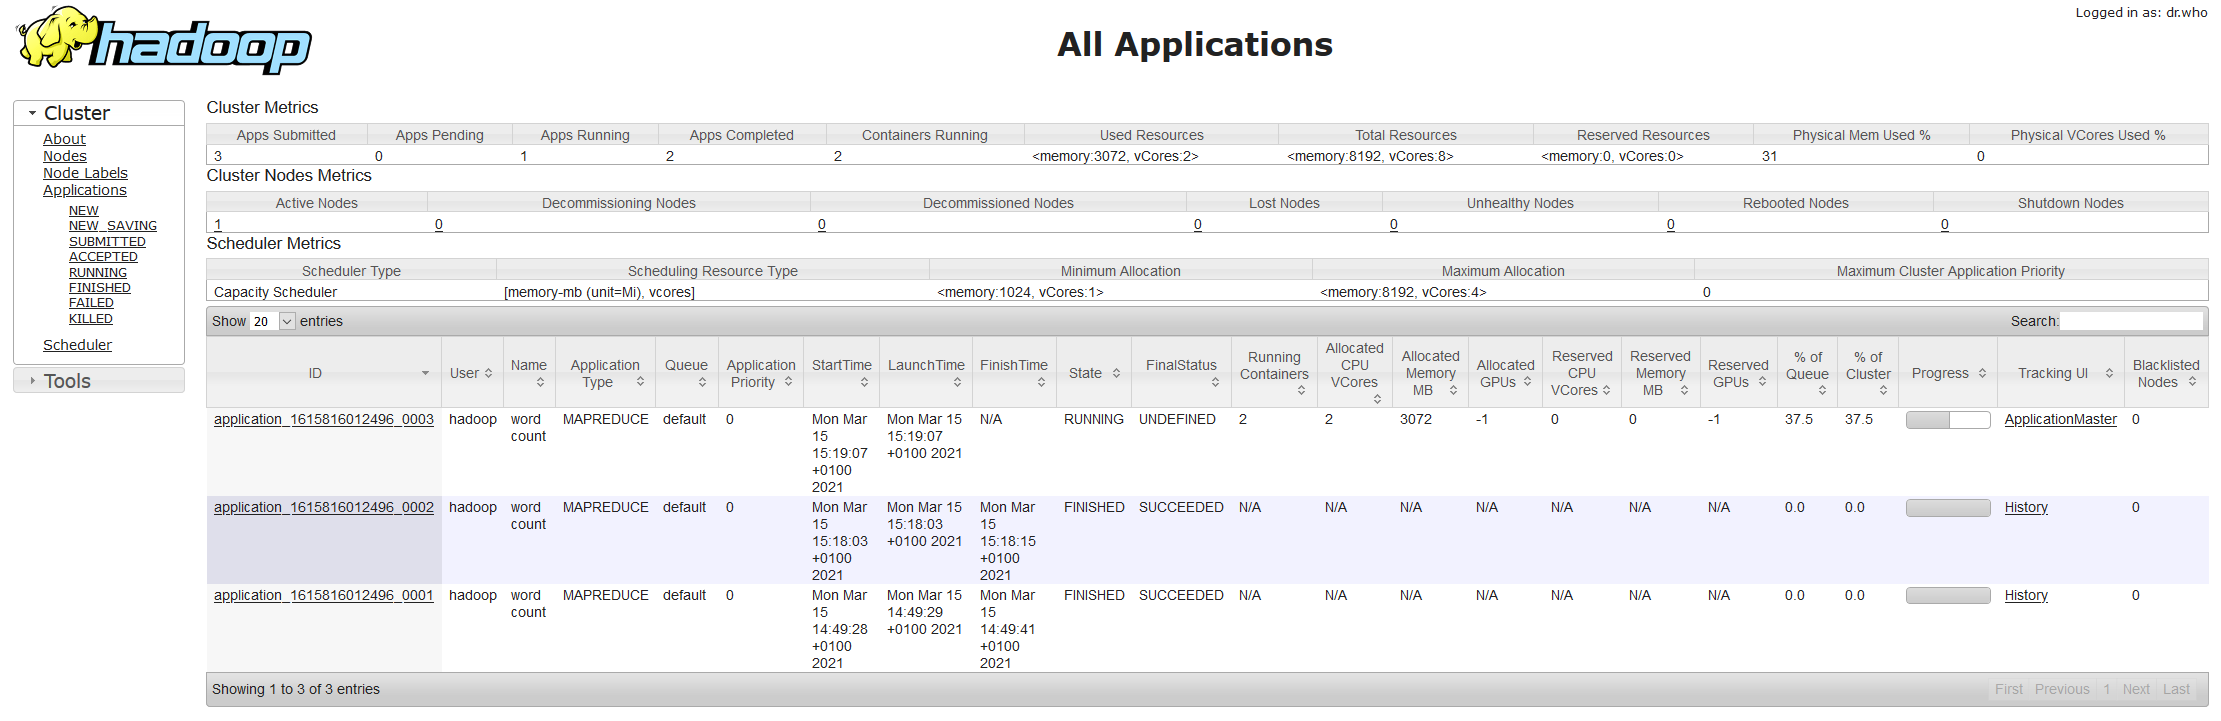 Logged in as: dr.who
hadoop
All Applications
Cluster
About
Nodes
Node Labels
Applications
NEW
NEW_SAVING
SUBMITTED
ACCEPTED
RUNNING
FINISHED
FAILED
KILLED
Scheduler
Tools
Cluster Metrics
Apps Submitted Apps Pending Apps Running Apps Completed Containers Running Used Resources Total Resources Reserved Resources Physical Mem Used % Physical VCores Used %
3 0 1 2 2 <memory:3072, vCores:2> <memory:8192, vCores:8> <memory:0, vCores:0> 31 0
Cluster Nodes Metrics
Active Nodes Decommissioning Nodes Decommissioned Nodes Lost Nodes Unhealthy Nodes Rebooted Nodes Shutdown Nodes
1 0 0 0 0 0 0
Scheduler Metrics
Scheduler Type Scheduling Resource Type Minimum Allocation Maximum Allocation Maximum Cluster Application Priority
Capacity Scheduler [memory-mb (unit=Mi), vcores] <memory:1024, vCores:1> <memory:8192, vCores:4> 0
Show 20 entries Search:
ID User Name Application Type Queue Application Priority StartTime LaunchTime FinishTime State FinalStatus Running Containers Allocated CPU VCores Allocated Memory MB Allocated GPUs Reserved CPU VCores Reserved Memory MB Reserved GPUs % of Queue % of Cluster Progress Tracking UI Blacklisted Nodes
application_1615816012496_0003 hadoop word count MAPREDUCE default 0 Mon Mar 15 15:19:07 +0100 2021 Mon Mar 15 15:19:07 +0100 2021 N/A RUNNING UNDEFINED 2 2 3072 -1 0 0 -1 37.5 37.5 ApplicationMaster 0
application_1615816012496_0002 hadoop word count MAPREDUCE default 0 Mon Mar 15 15:18:03 +0100 2021 Mon Mar 15 15:18:03 +0100 2021 Mon Mar 15 15:18:15 +0100 2021 FINISHED SUCCEEDED N/A N/A N/A N/A N/A N/A N/A 0.0 0.0 History 0
application_1615816012496_0001 hadoop word count MAPREDUCE default 0 Mon Mar 15 14:49:28 +0100 2021 Mon Mar 15 14:49:29 +0100 2021 Mon Mar 15 14:49:41 +0100 2021 FINISHED SUCCEEDED N/A N/A N/A N/A N/A N/A N/A 0.0 0.0 History 0
Showing 1 to 3 of 3 entries First Previous 1 Next Last